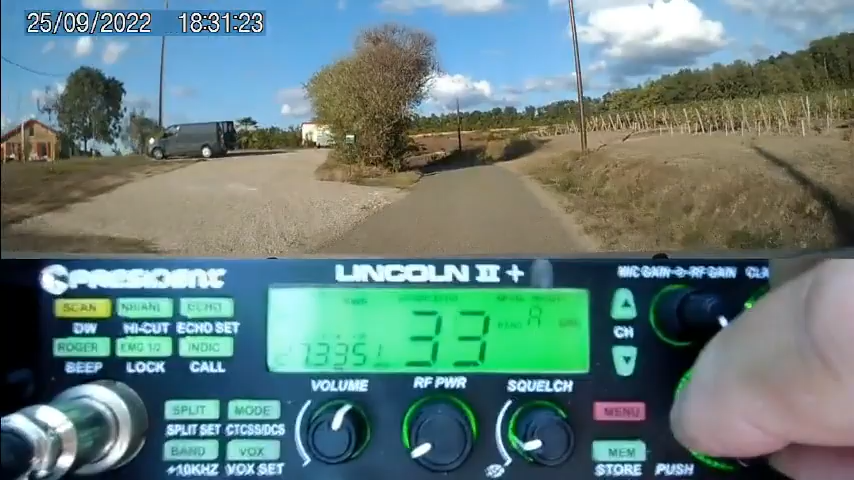 25/09/2022 18:31:23
PRESIDENT LINCOLN II + MIC GAIN RF GAIN
SCAN NB/ANL ECHO
DW HI-CUT ECHO SET
ROGER EMG 1/2 INDIC
BEEP LOCK CALL
33
CH
VOLUME RF PWR SQUELCH
SPLIT MODE MENU
SPLIT SET CTCSS/DCS
BAND VOX MEM
+10KHZ VOX SET STORE PUSH